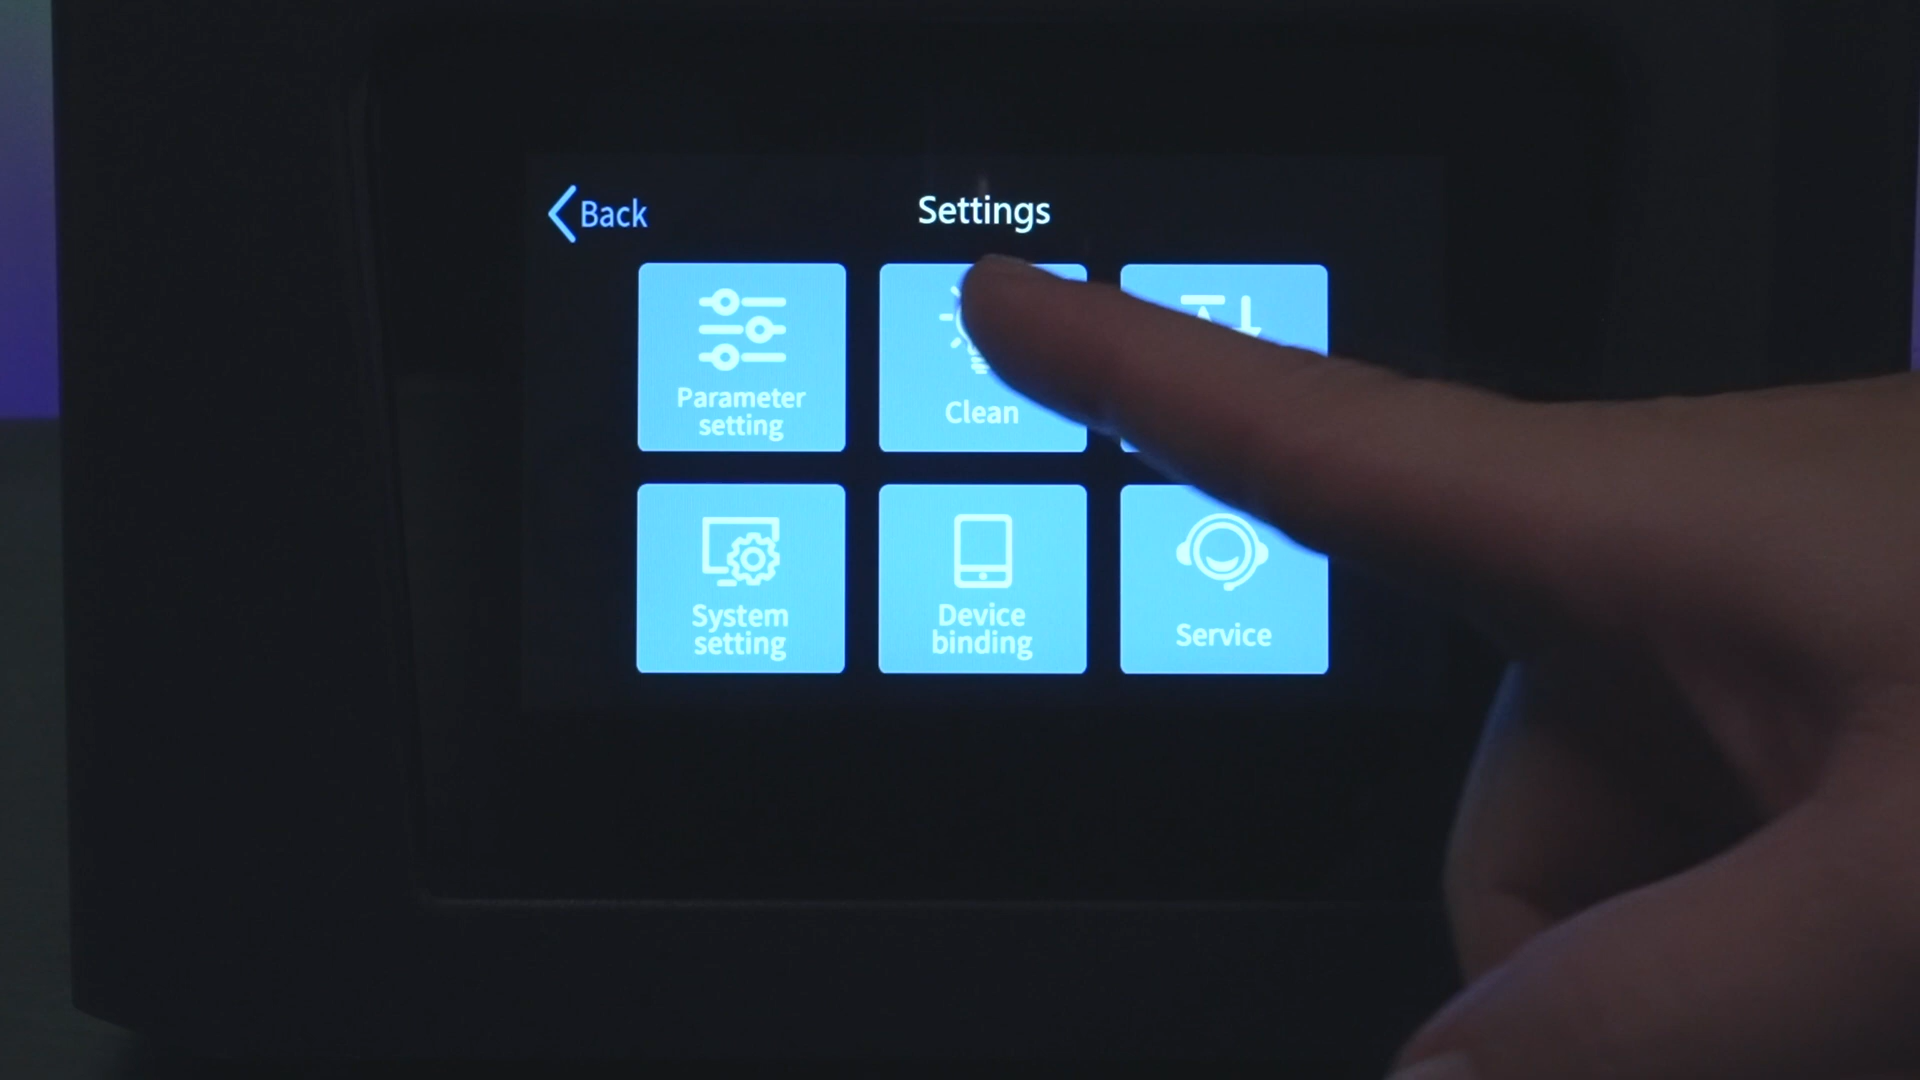 Back
Settings
Parameter
setting
Clean
System
setting
Device
binding
Service